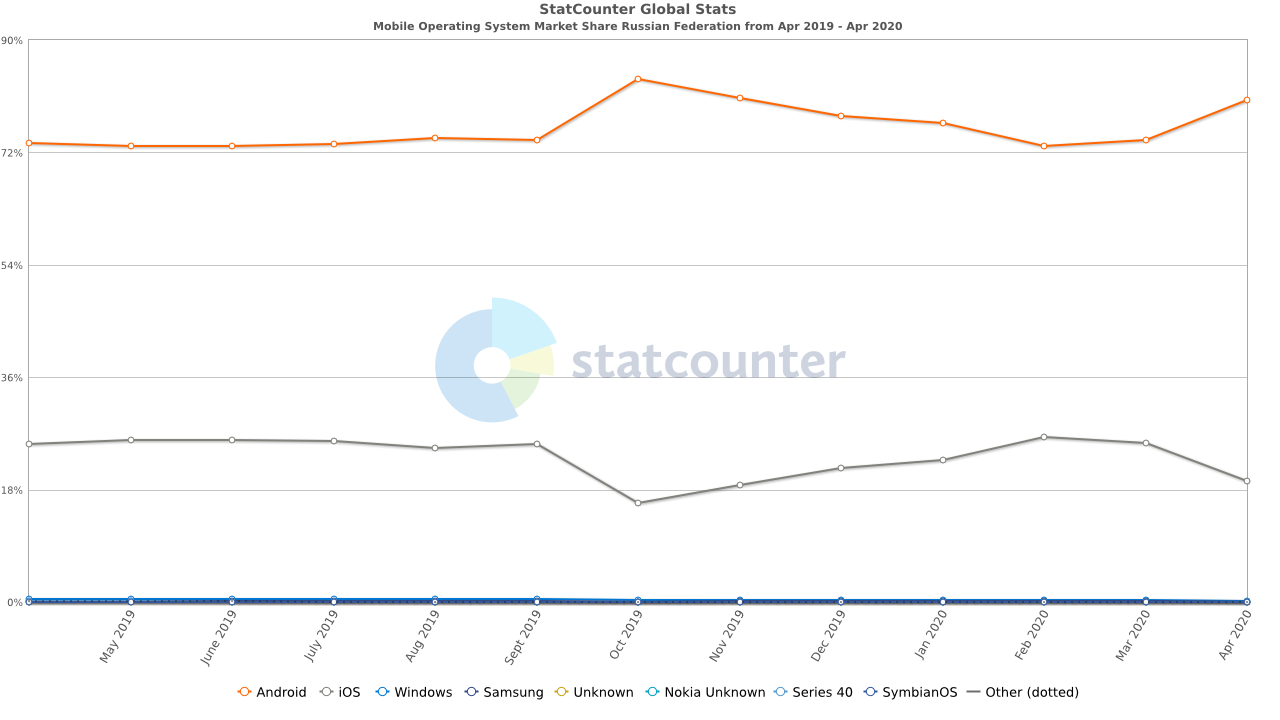 StatCounter Global Stats
Mobile Operating System Market Share Russian Federation from Apr 2019 - Apr 2020
90%
72%
54%
36%
18%
0%
statcounter
May 2019
June 2019
July 2019
Aug 2019
Sept 2019
Oct 2019
Nov 2019
Dec 2019
Jan 2020
Feb 2020
Mar 2020
Apr 2020
Android iOS Windows Samsung Unknown Nokia Unknown Series 40 SymbianOS Other (dotted)